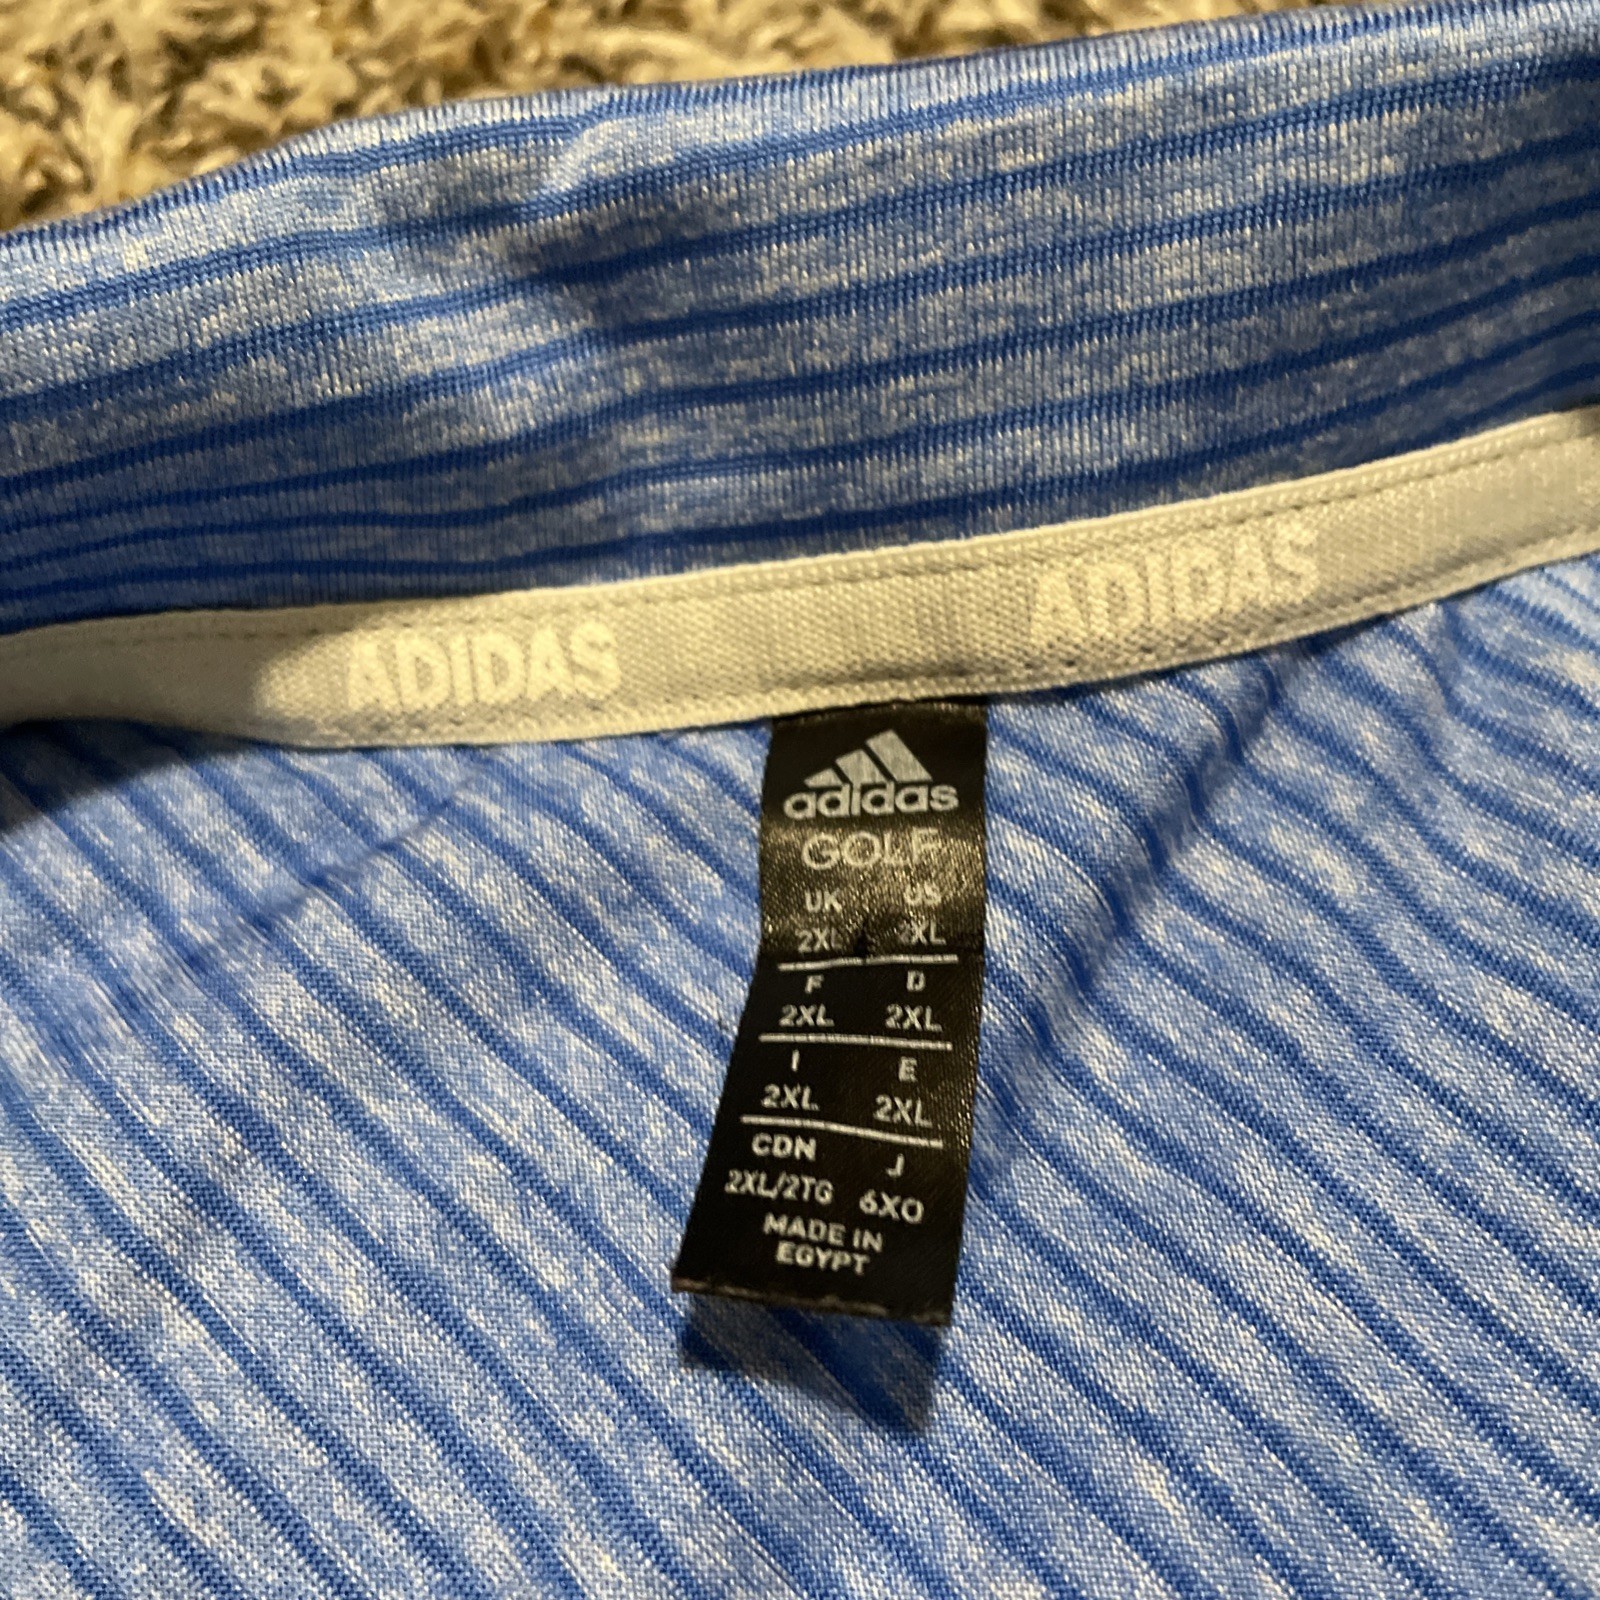 ADIDAS ADIDAS
adidas
GOLF
UK US
2XL 2XL
F D
2XL 2XL
I E
2XL 2XL
CDN J
2XL/2TG 6XO
MADE IN
EGYPT